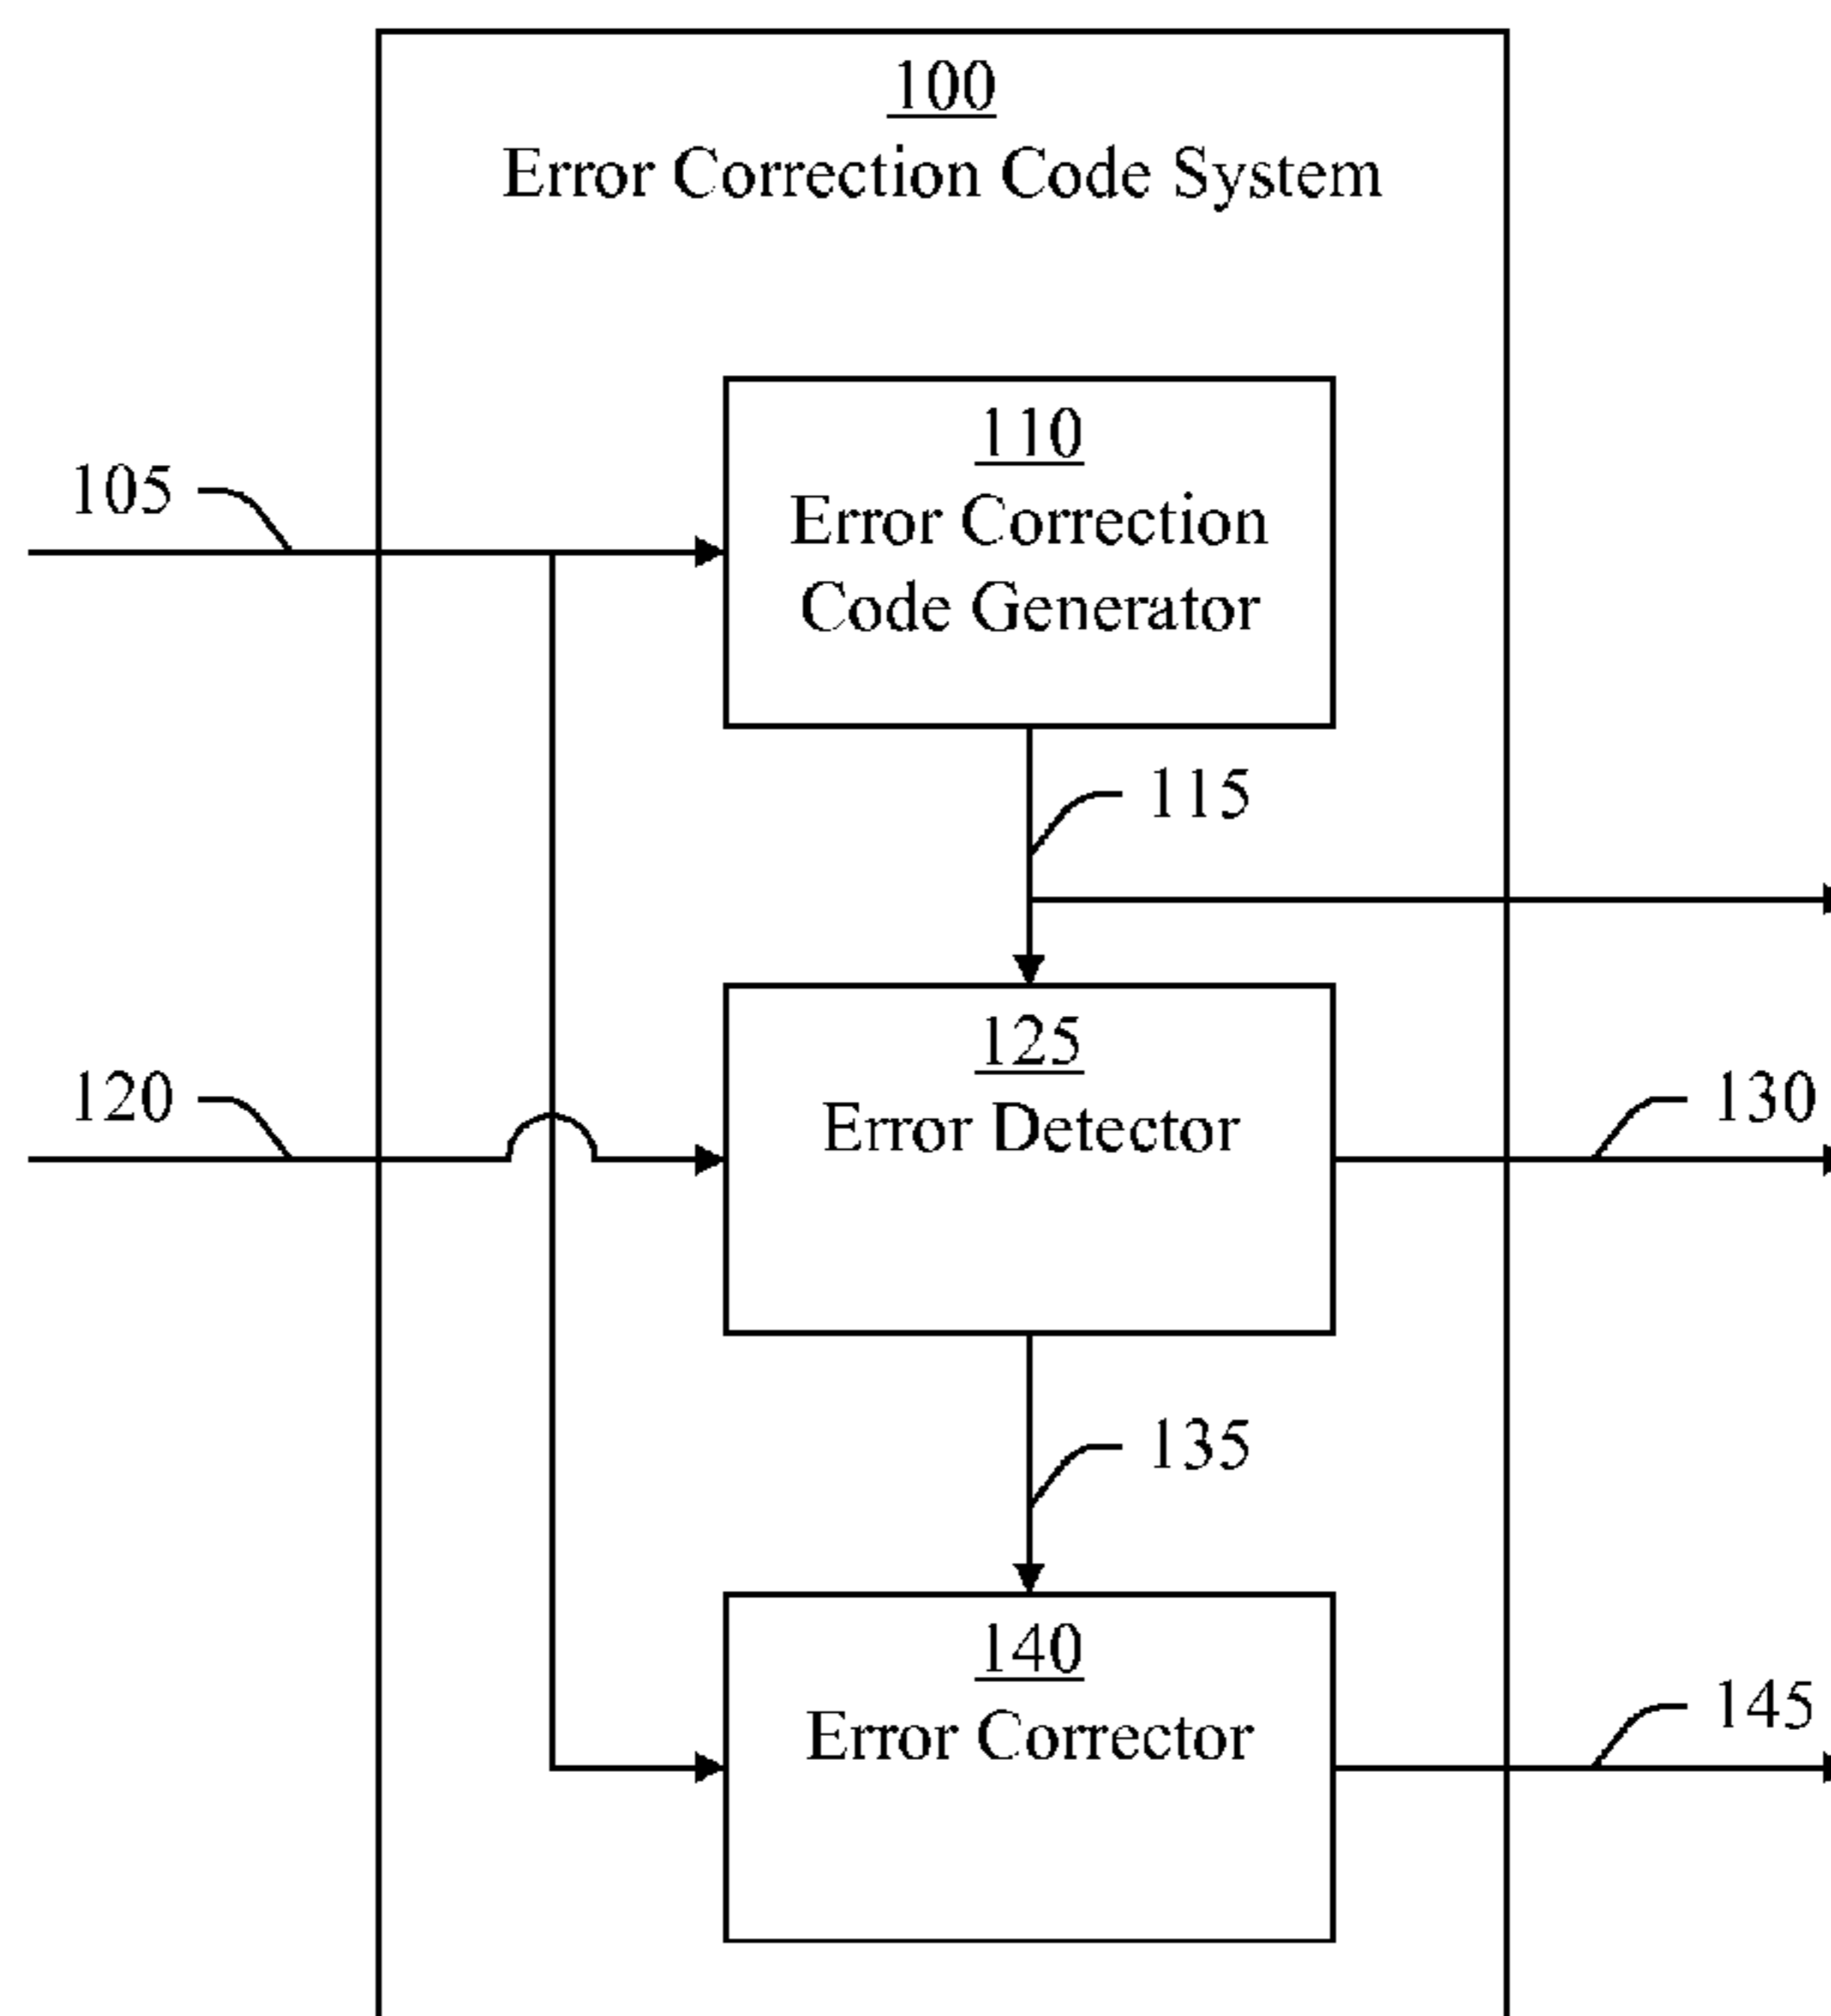 100
Error Correction Code System
110
Error Correction
Code Generator
105
115
125
Error Detector
120
130
135
140
Error Corrector
145